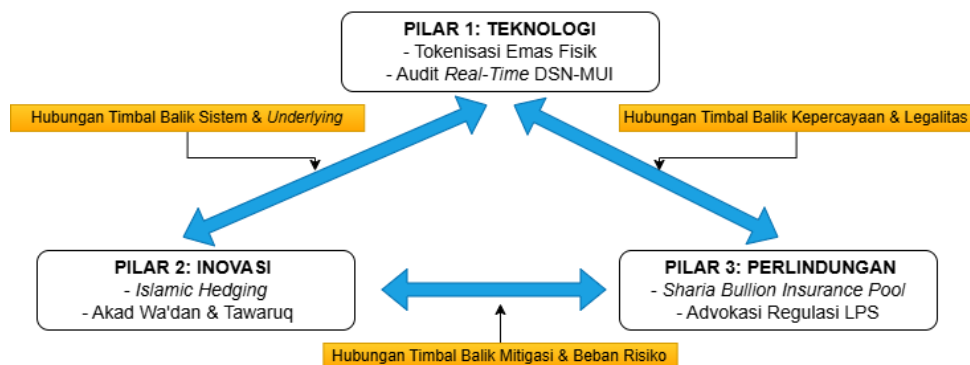 PILAR 1: TEKNOLOGI
- Tokenisasi Emas Fisik
- Audit Real-Time DSN-MUI
Hubungan Timbal Balik Sistem & Underlying
Hubungan Timbal Balik Kepercayaan & Legalitas
PILAR 2: INOVASI
- Islamic Hedging
- Akad Wa'dan & Tawaruq
PILAR 3: PERLINDUNGAN
- Sharia Bullion Insurance Pool
- Advokasi Regulasi LPS
Hubungan Timbal Balik Mitigasi & Beban Risiko